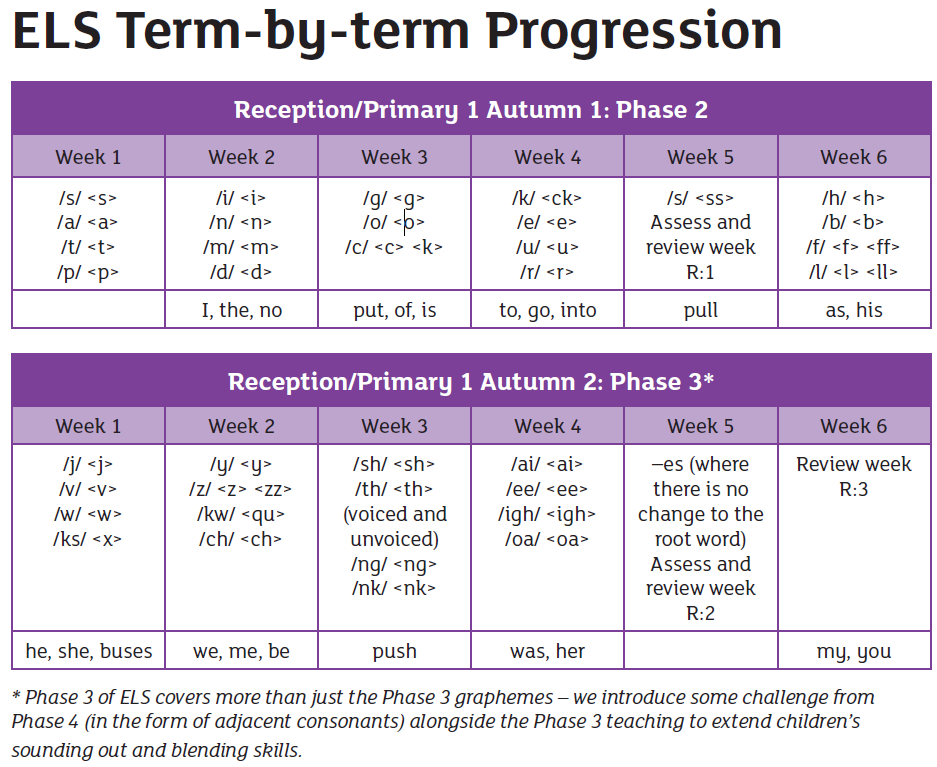 ELS Term-by-term Progression
Reception/Primary 1 Autumn 1: Phase 2
Week 1
Week 2
Week 3
Week 4
Week 5
Week 6
/s/ <s>
/a/ <a>
/t/ <t>
/p/ <p>
/i/ <i>
/n/ <n>
/m/ <m>
/d/ <d>
/g/ <g>
/o/ <o>
/c/ <c> <k>
/k/ <ck>
/e/ <e>
/u/ <u>
/r/ <r>
/s/ <ss>
Assess and
review week
R:1
/h/ <h>
/b/ <b>
/f/ <f> <ff>
/l/ <l> <ll>
I, the, no
put, of, is
to, go, into
pull
as, his
Reception/Primary 1 Autumn 2: Phase 3*
Week 1
Week 2
Week 3
Week 4
Week 5
Week 6
/j/ <j>
/v/ <v>
/w/ <w>
/ks/ <x>
/y/ <y>
/z/ <z> <zz>
/kw/ <qu>
/ch/ <ch>
/sh/ <sh>
/th/ <th>
(voiced and
unvoiced)
/ng/ <ng>
/nk/ <nk>
/ai/ <ai>
/ee/ <ee>
/igh/ <igh>
/oa/ <oa>
–es (where
there is no
change to the
root word)
Assess and
review week
R:2
Review week
R:3
he, she, buses
we, me, be
push
was, her
my, you
* Phase 3 of ELS covers more than just the Phase 3 graphemes – we introduce some challenge from
Phase 4 (in the form of adjacent consonants) alongside the Phase 3 teaching to extend children’s
sounding out and blending skills.